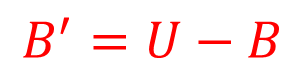 B′ = U − B